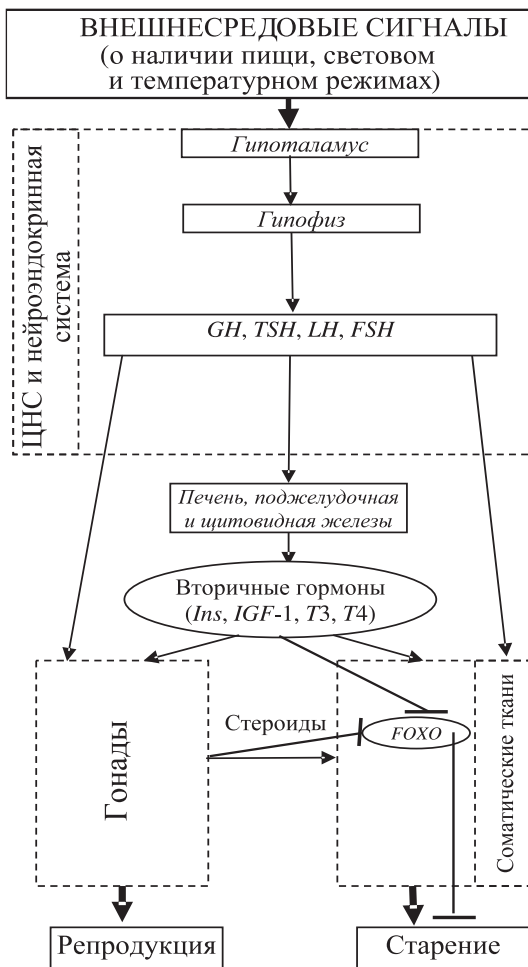 ВНЕШНЕСРЕДОВЫЕ СИГНАЛЫ
(о наличии пищи, световом
и температурном режимах)
ЦНС и нейроэндокринная
система
Гипоталамус
Гипофиз
GH, TSH, LH, FSH
Печень, поджелудочная
и щитовидная железы
Вторичные гормоны
(Ins, IGF-1, T3, T4)
Гонады
Стероиды
FOXO
Соматические ткани
Репродукция
Старение